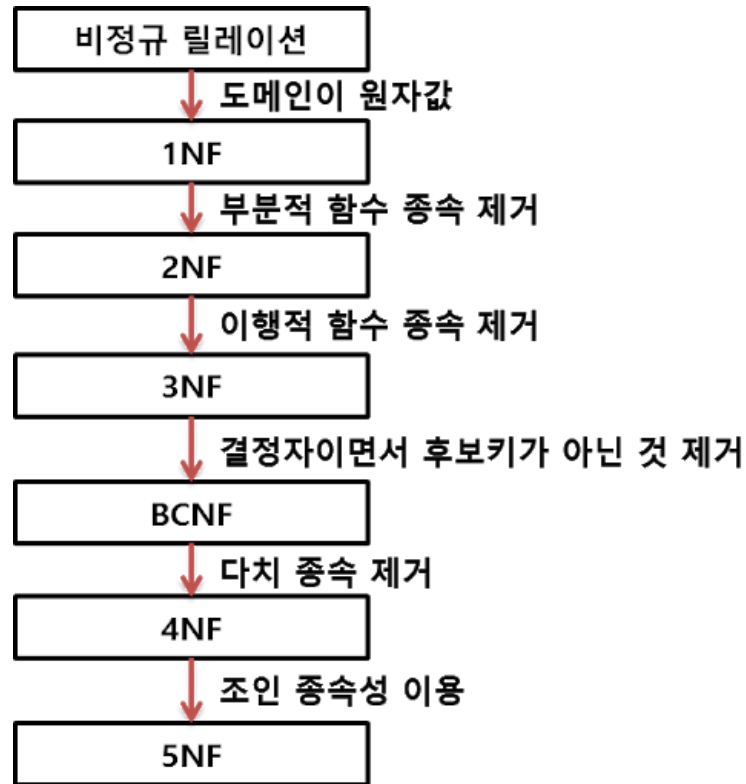 비정규 릴레이션
도메인이 원자값
1NF
부분적 함수 종속 제거
2NF
이행적 함수 종속 제거
3NF
결정자이면서 후보키가 아닌 것 제거
BCNF
다치 종속 제거
4NF
조인 종속성 이용
5NF